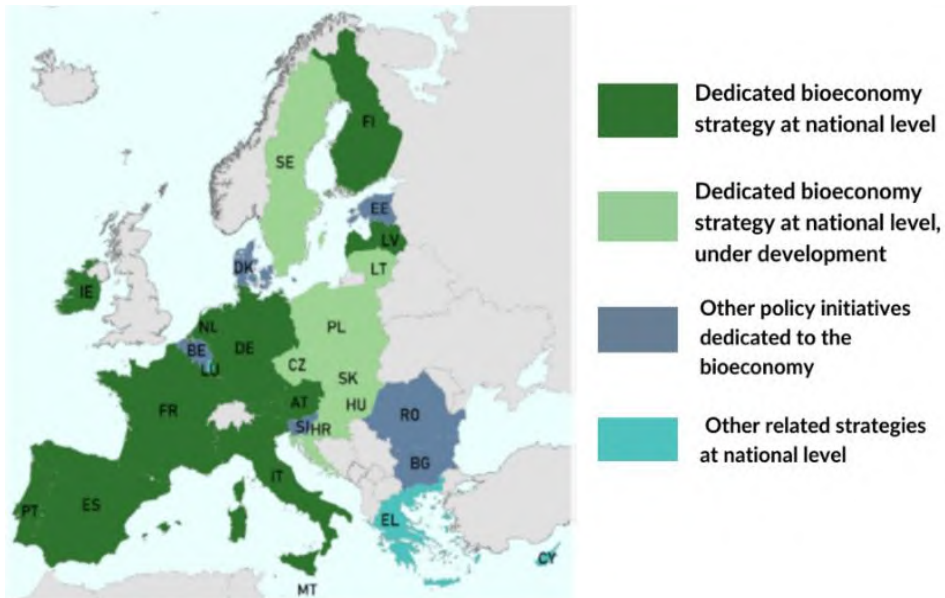 FI
SE
EE
LV
LT
DK
IE
NL
PL
BE
DE
LU
CZ
SK
AT
HU
FR
SI
HR
RO
BG
IT
PT
ES
EL
CY
MT
Dedicated bioeconomy
strategy at national level
Dedicated bioeconomy
strategy at national level,
under development
Other policy initiatives
dedicated to the
bioeconomy
Other related strategies
at national level